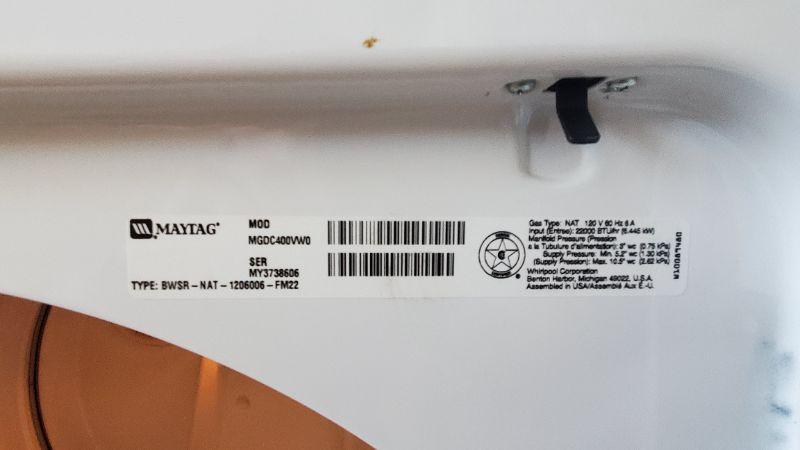 MAYTAG
MOD
MGDC400VW0
SER
MY3738606
TYPE: BWSR-NAT-1206006-FM22
Gas Type: NAT 120 V 60 Hz 6 A
Input (Entree): 22000 BTU/hr (6.445 kW)
Manifold Pressure (Pression
a la Tubulure d'alimentation): 3" wc (0.75 kPa)
Supply Pressure: Min. 5.2" wc (1.30 kPa)
(Supply Pression): Max. 10.5" wc (2.62 kPa)
Whirlpool Corporation
Benton Harbor, Michigan 49022, U.S.A.
Assembled in USA/Assemblé Aux É.-U.